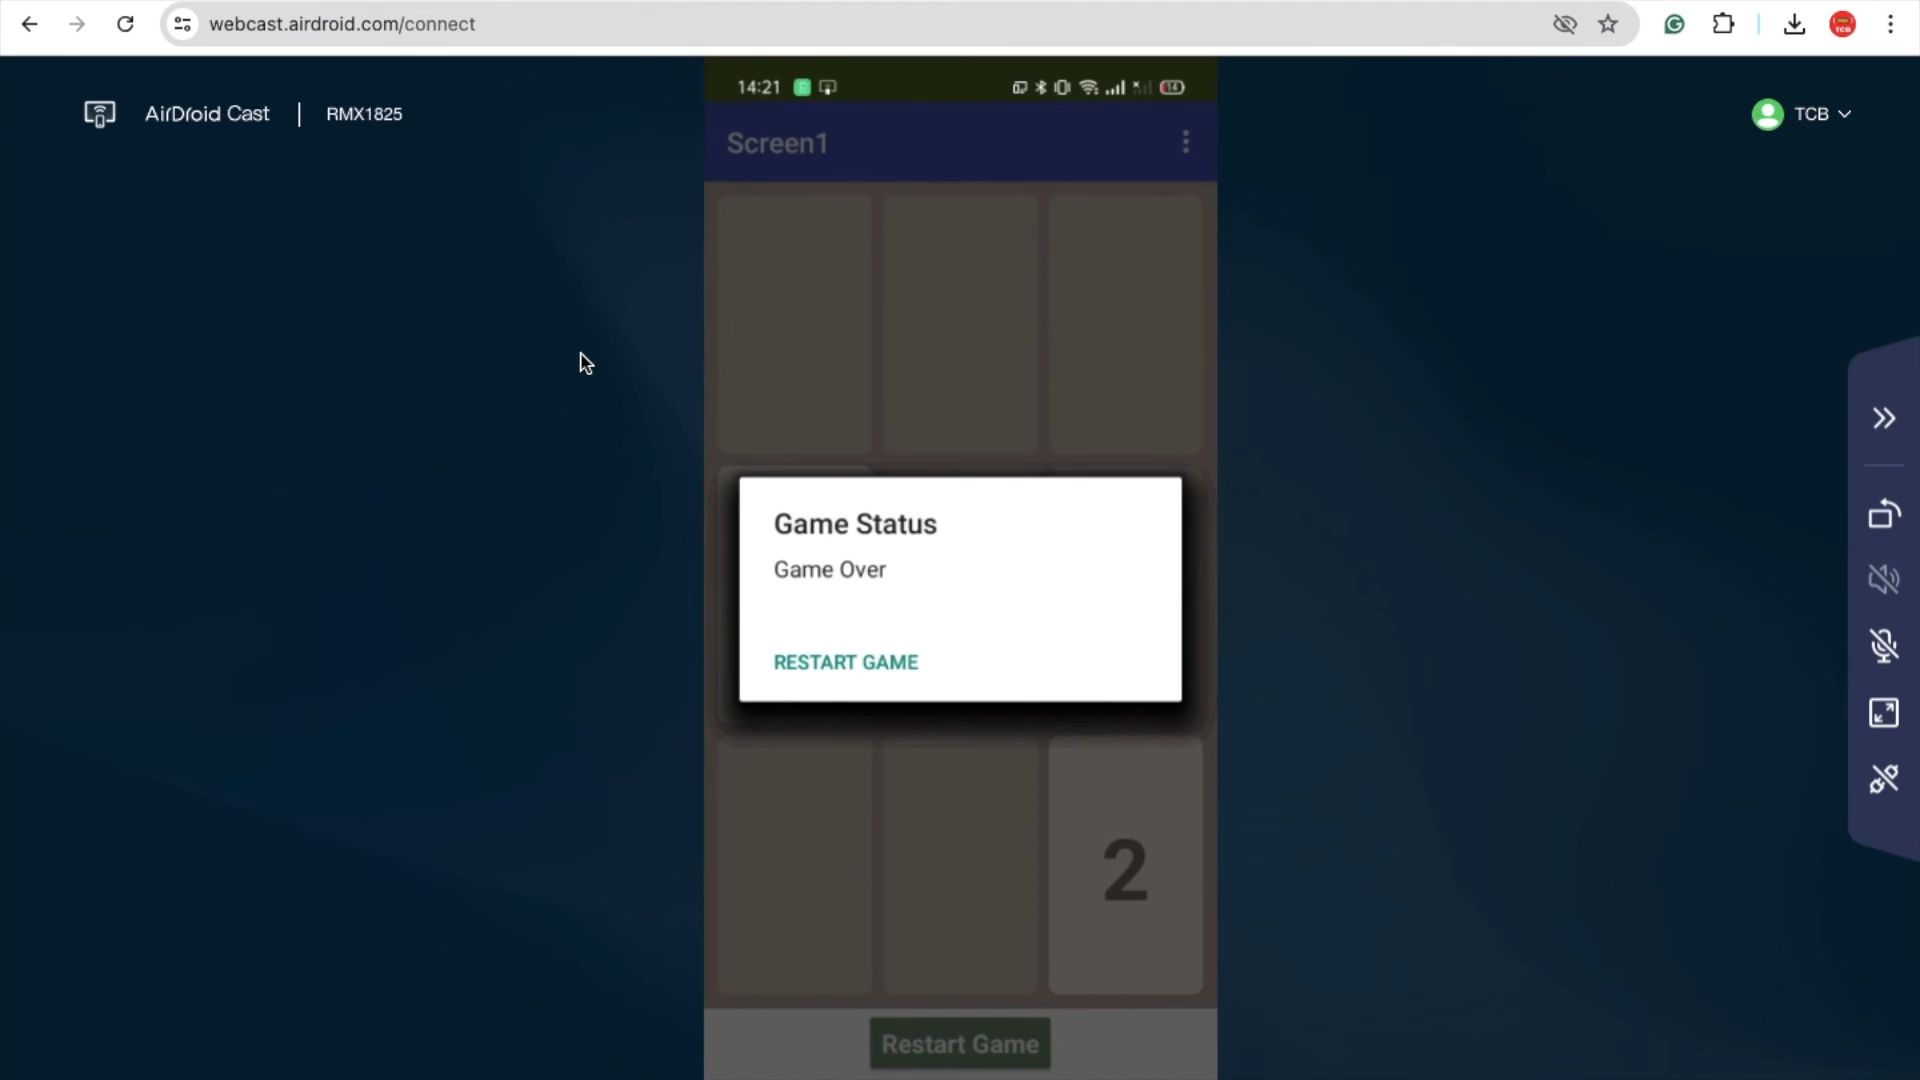 webcast.airdroid.com/connect
AirDroid Cast | RMX1825
TCB
14:21
14
Screen1
Game Status
Game Over
RESTART GAME
2
Restart Game